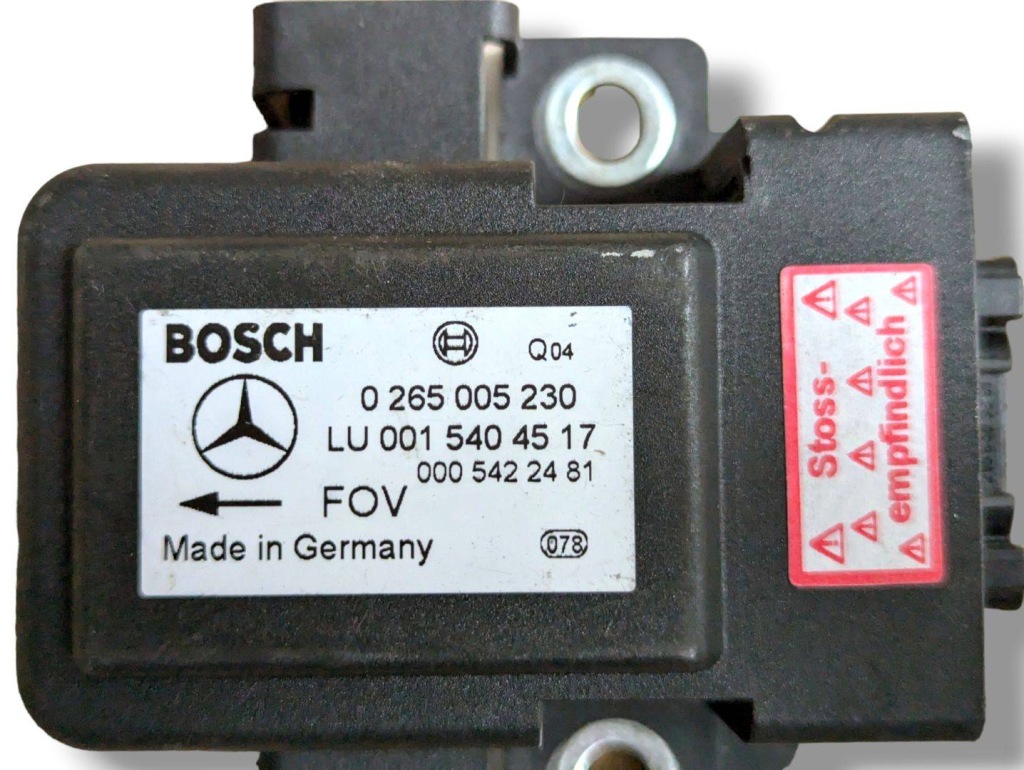 BOSCH
Q04
0 265 005 230
LU 001 540 45 17
000 542 24 81
FOV
Made in Germany
078
Stoss-
empfindlich